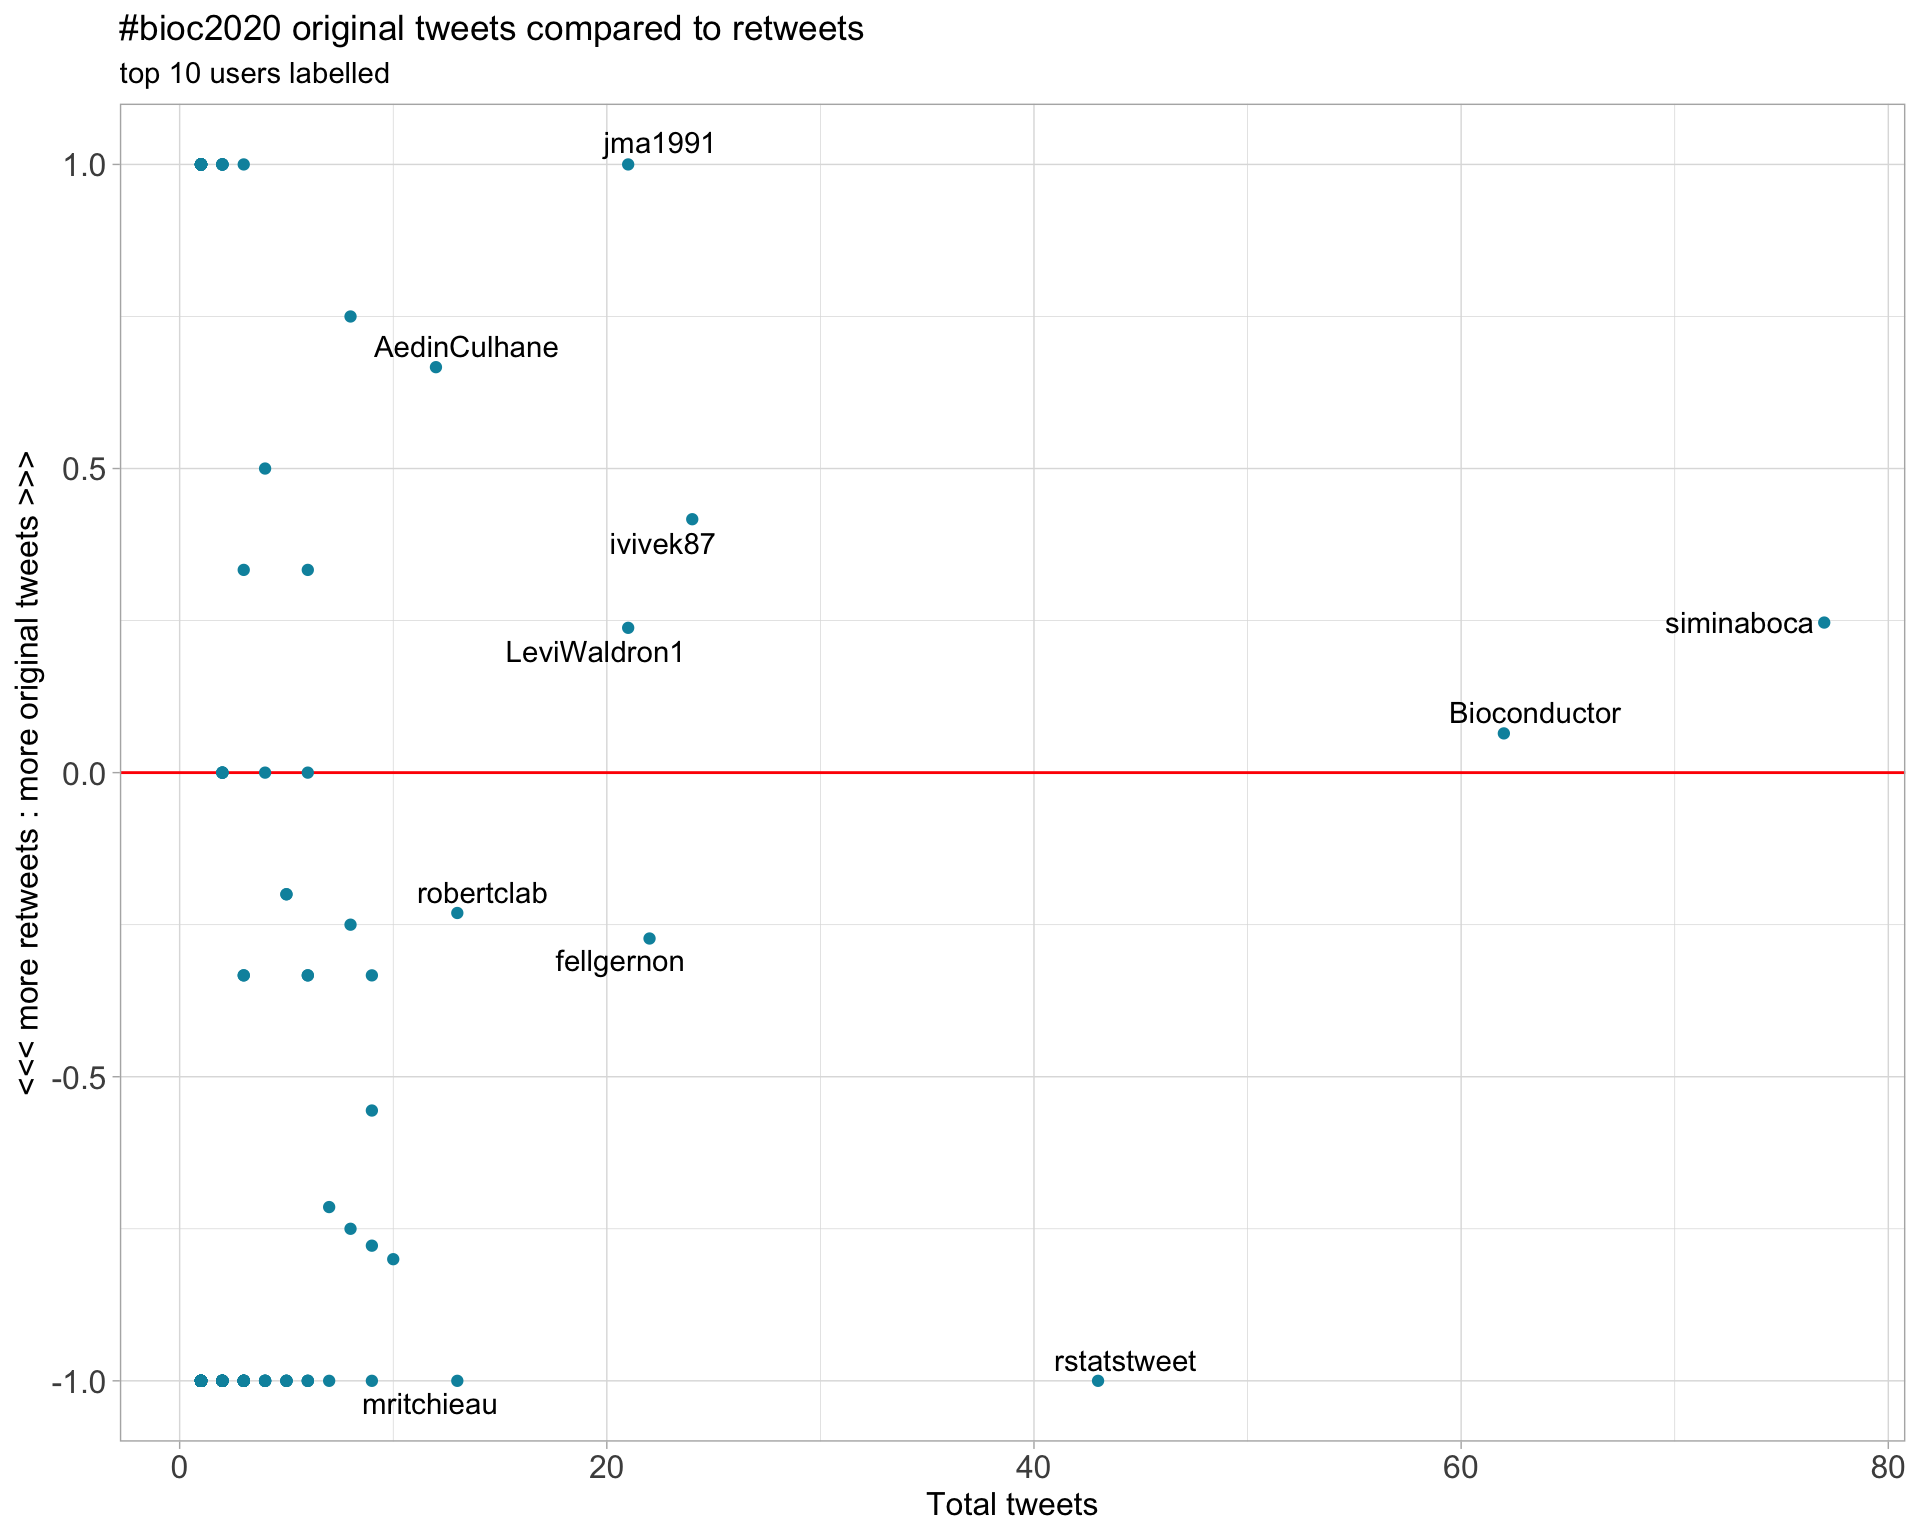 #bioc2020 original tweets compared to retweets
top 10 users labelled
<<< more retweets : more original tweets >>>
1.0
0.5
0.0
-0.5
-1.0
jma1991
AedinCulhane
ivivek87
LeviWaldron1
siminaboca
Bioconductor
robertclab
fellgernon
rstatstweet
mritchieau
0 20 40 60 80
Total tweets